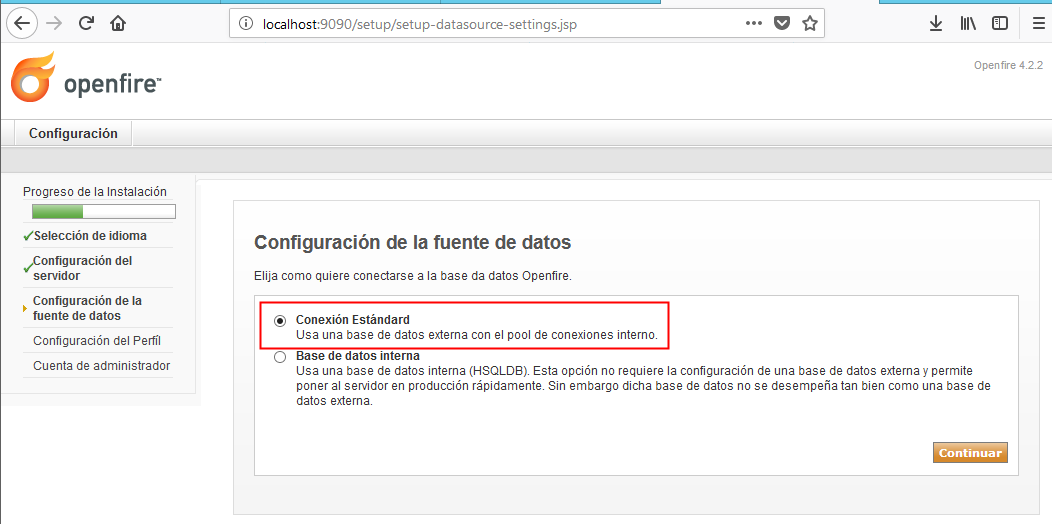 localhost:9090/setup/setup-datasource-settings.jsp
openfire™
Openfire 4.2.2
Configuración
Progreso de la Instalación
Selección de idioma
Configuración del
servidor
Configuración de la
fuente de datos
Configuración del Perfíl
Cuenta de administrador
Configuración de la fuente de datos
Elija como quiere conectarse a la base da datos Openfire.
Conexión Estándard
Usa una base de datos externa con el pool de conexiones interno.
Base de datos interna
Usa una base de datos interna (HSQLDB). Esta opción no requiere la configuración de una base de datos externa y permite
poner al servidor en producción rápidamente. Sin embargo dicha base de datos no se desempeña tan bien como una base de
datos externa.
Continuar